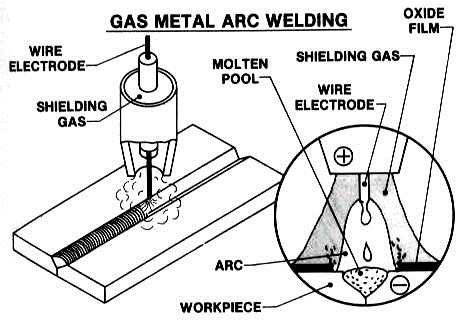 GAS METAL ARC WELDING
OXIDE
FILM
WIRE
ELECTRODE
MOLTEN
POOL
SHIELDING GAS
SHIELDING
GAS
WIRE
ELECTRODE
+
ARC
−
WORKPIECE